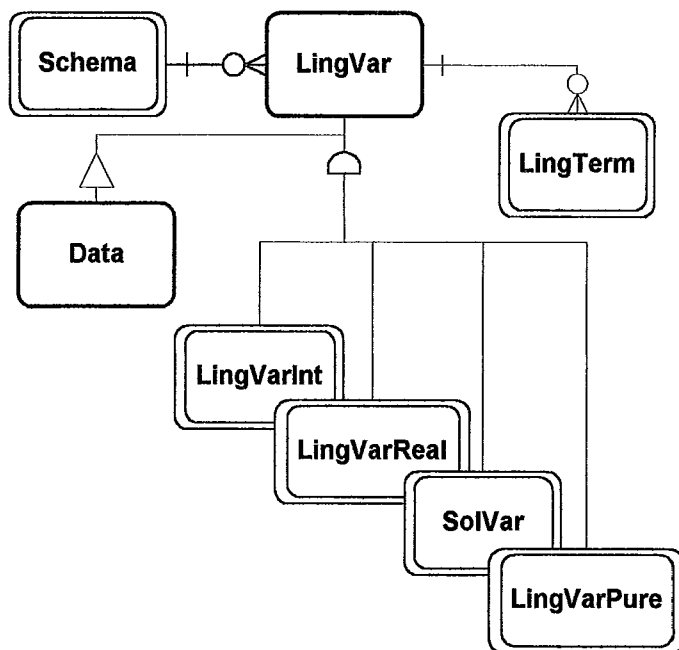 Schema
LingVar
LingTerm
Data
LingVarInt
LingVarReal
SolVar
LingVarPure